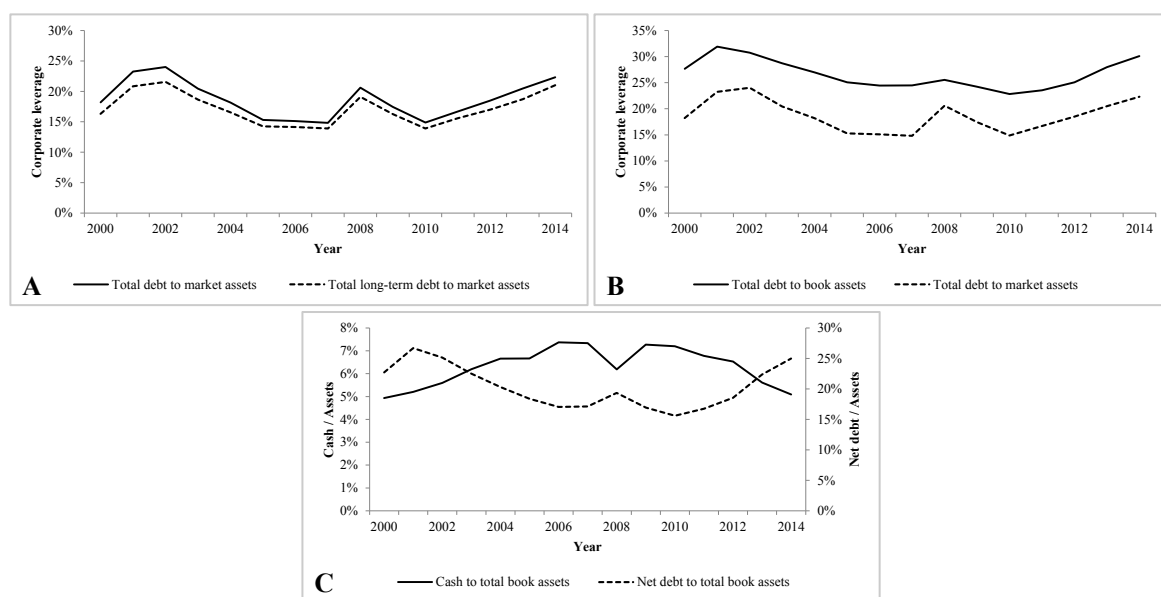 25%
30%
20%
15%
10%
5%
0%
Corporate leverage
2000 2002 2004 2006 2008 2010 2012 2014
Year
Total debt to market assets Total long-term debt to market assets
A
35%
30%
25%
20%
15%
10%
5%
0%
Corporate leverage
2000 2002 2004 2006 2008 2010 2012 2014
Year
Total debt to book assets Total debt to market assets
B
8%
7%
6%
5%
4%
3%
2%
1%
0%
Cash / Assets
30%
25%
20%
15%
10%
5%
0%
Net debt / Assets
2000 2002 2004 2006 2008 2010 2012 2014
Year
Cash to total book assets Net debt to total book assets
C